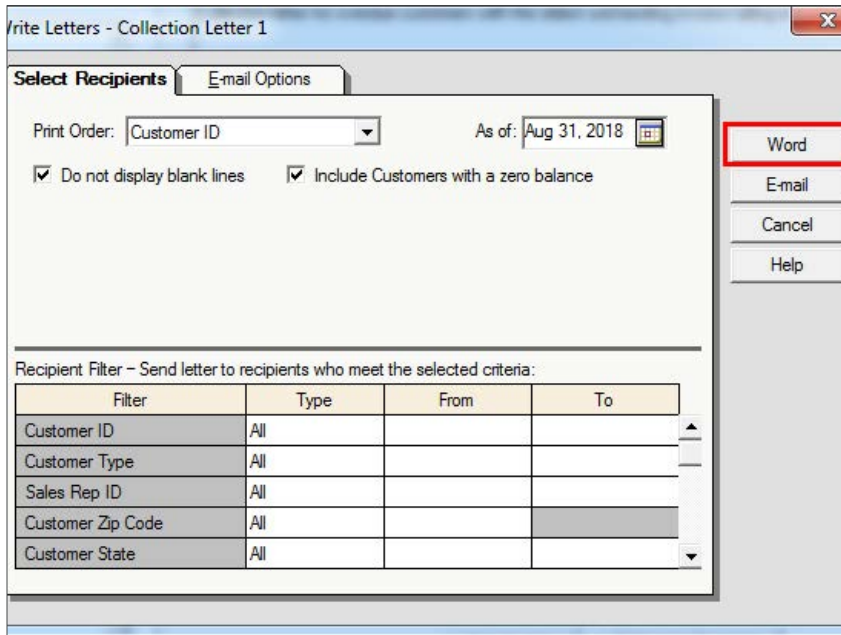 Write Letters - Collection Letter 1
Select Recipients
E-mail Options
Print Order: Customer ID
As of: Aug 31, 2018
Do not display blank lines
Include Customers with a zero balance
Word
E-mail
Cancel
Help
Recipient Filter – Send letter to recipients who meet the selected criteria:
Filter Type From To
Customer ID All
Customer Type All
Sales Rep ID All
Customer Zip Code All
Customer State All